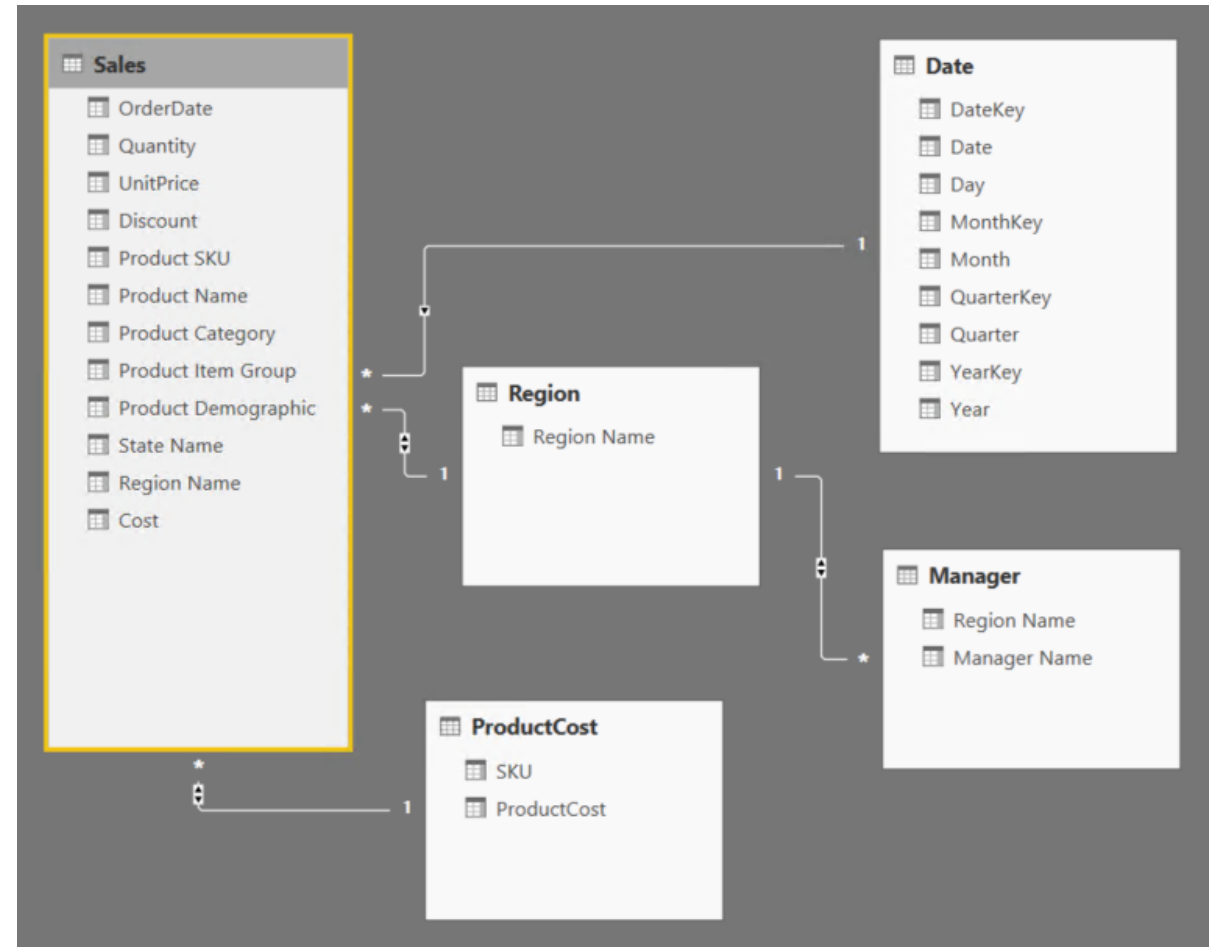 Sales
OrderDate
Quantity
UnitPrice
Discount
Product SKU
Product Name
Product Category
Product Item Group
*
Product Demographic
*
State Name
Region Name
Cost
*
Date
DateKey
Date
Day
MonthKey
1
Month
QuarterKey
Quarter
YearKey
Year
Region
Region Name
1
1
Manager
Region Name
*
Manager Name
ProductCost
SKU
1
ProductCost